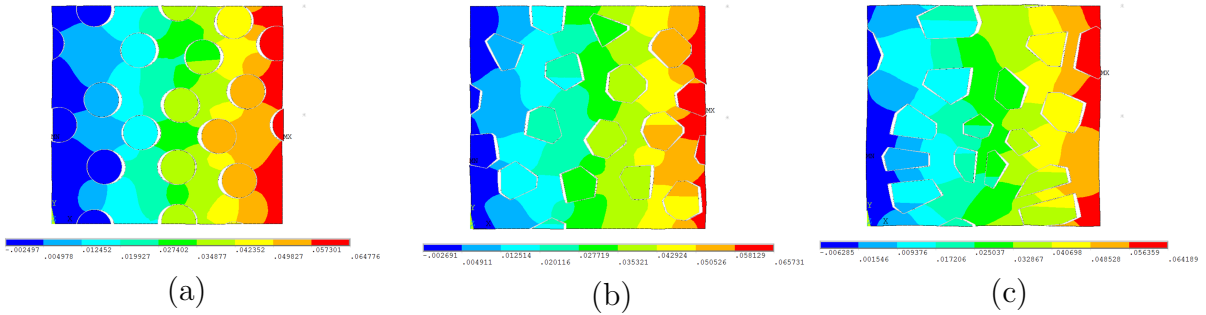 MX
Y
X
-.002497 .012452 .027402 .042352 .057301
.004978 .019927 .034877 .049827 .064776
(a)
MX
Y
-.002691 .012514 .027719 .042924 .058129
.004911 .020116 .035321 .050526 .065731
(b)
MX
Y
X
-.006285 .009376 .025037 .040698 .056359
.001546 .017206 .032867 .048528 .064189
(c)